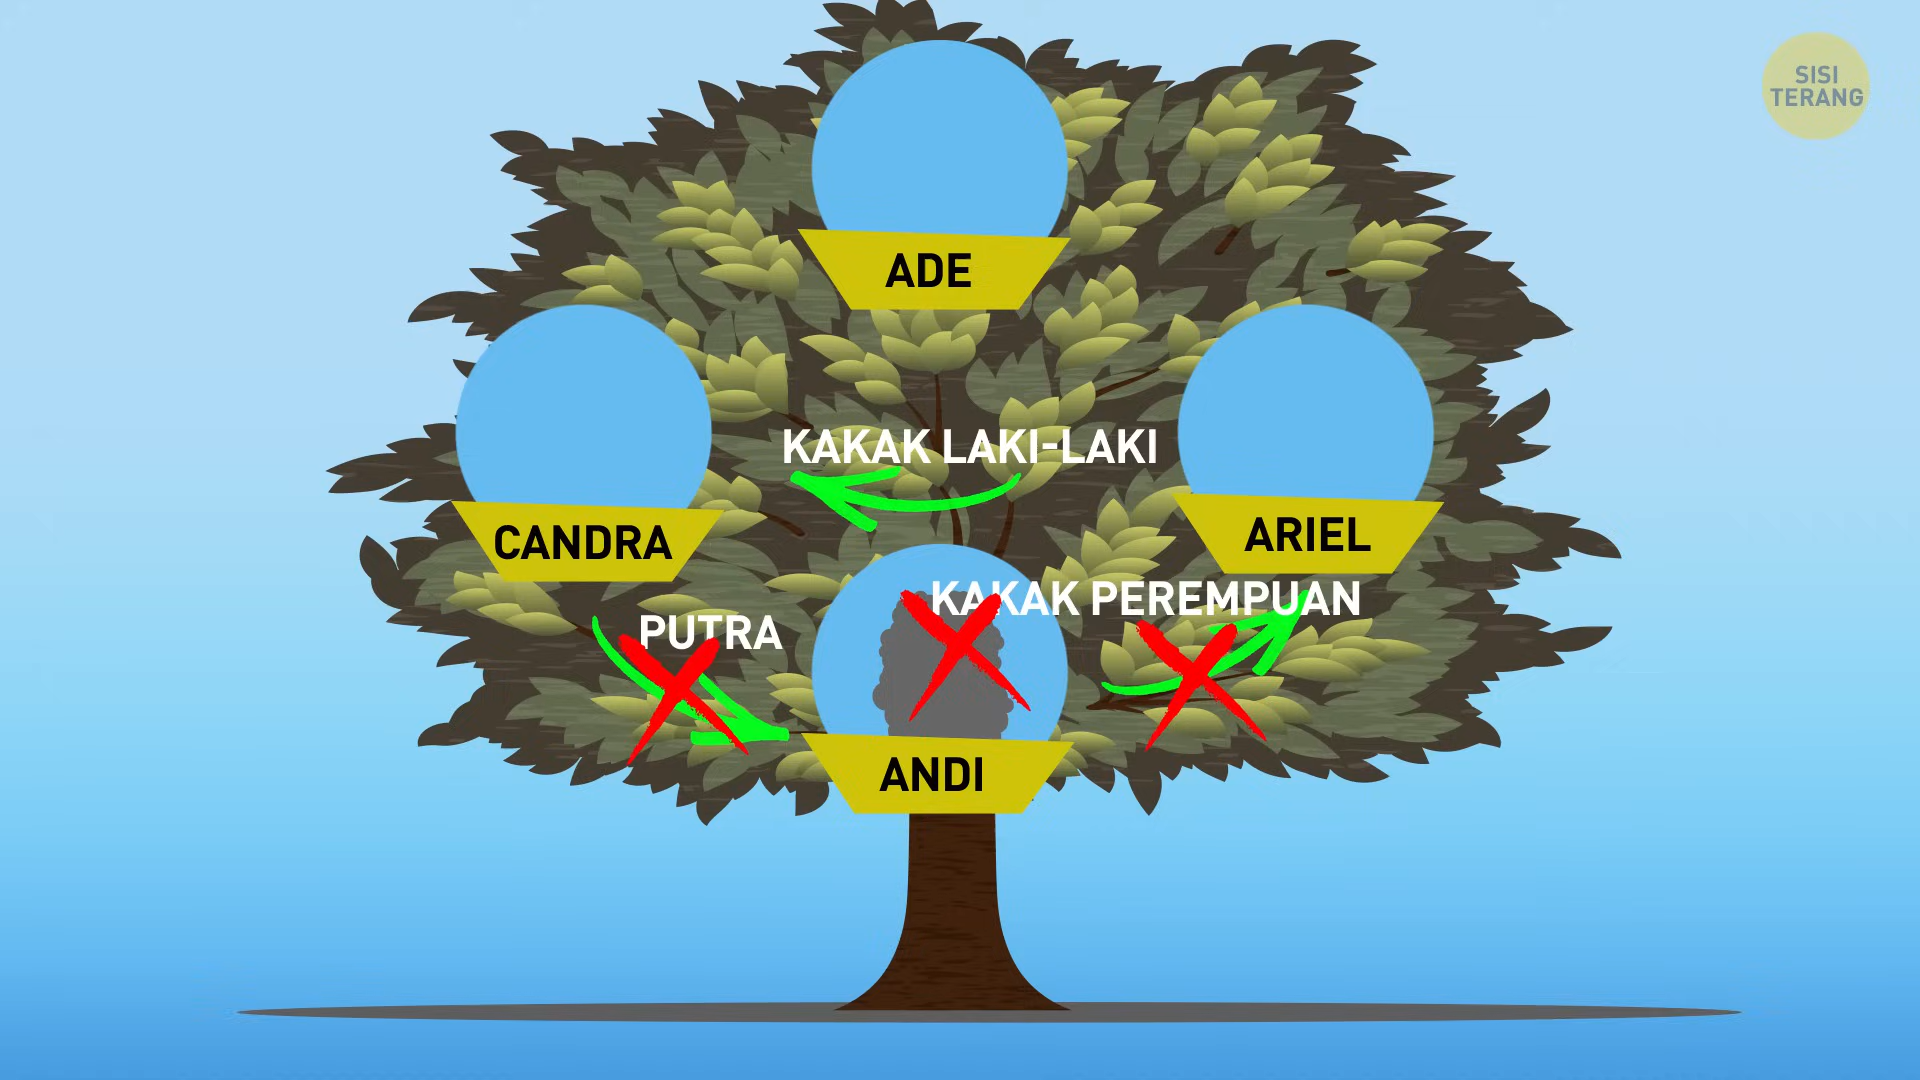 SISI
TERANG
ADE
KAKAK LAKI-LAKI
CANDRA
ARIEL
KAKAK PEREMPUAN
PUTRA
ANDI